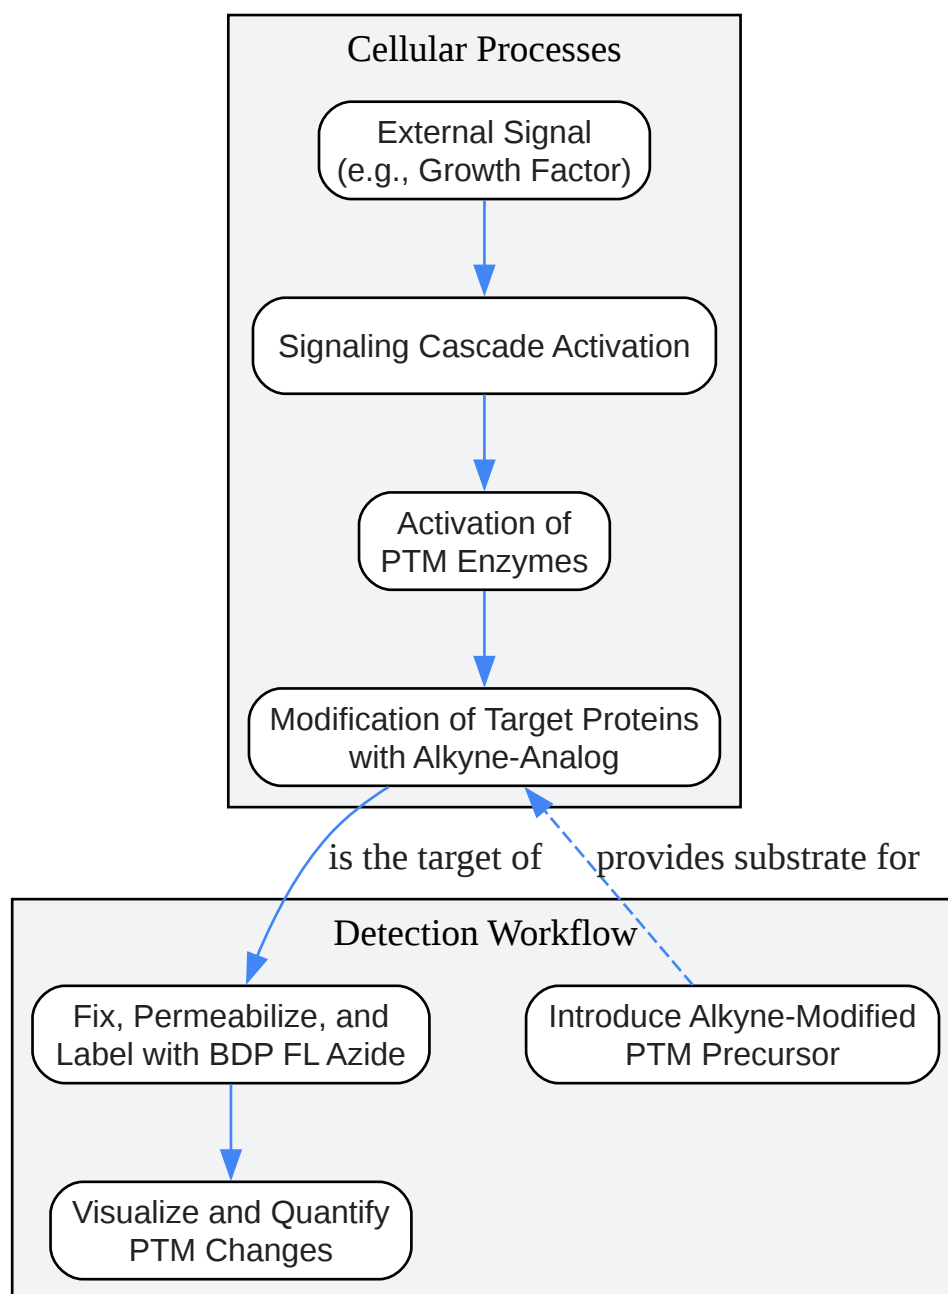 Cellular Processes
External Signal
(e.g., Growth Factor)
Signaling Cascade Activation
Activation of
PTM Enzymes
Modification of Target Proteins
with Alkyne-Analog
is the target of
provides substrate for
Detection Workflow
Fix, Permeabilize, and
Label with BDP FL Azide
Introduce Alkyne-Modified
PTM Precursor
Visualize and Quantify
PTM Changes